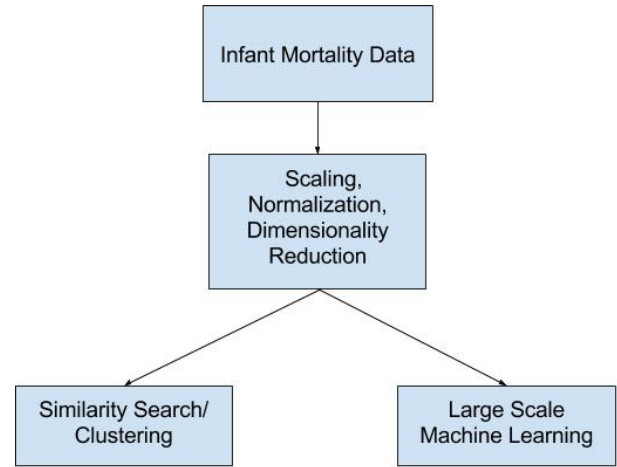 Infant Mortality Data
Scaling,
Normalization,
Dimensionality
Reduction
Similarity Search/
Clustering
Large Scale
Machine Learning